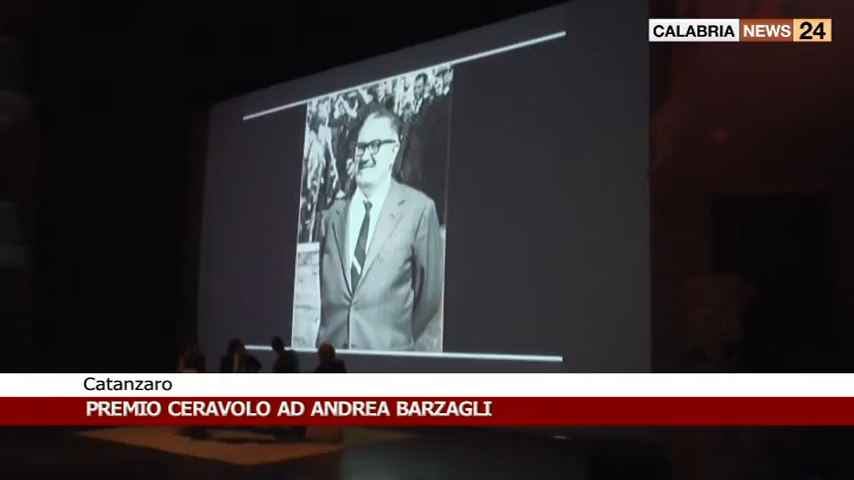 CALABRIA NEWS 24
Catanzaro
PREMIO CERAVOLO AD ANDREA BARZAGLI